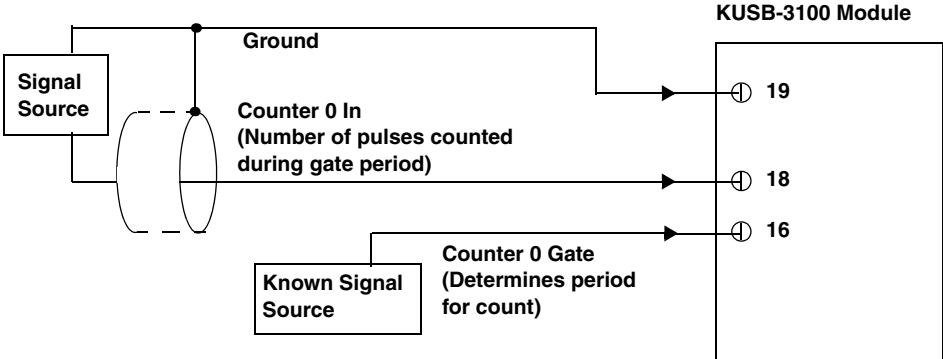 KUSB-3100 Module
Ground
Signal
Source
19
Counter 0 In
(Number of pulses counted
during gate period)
18
16
Counter 0 Gate
(Determines period
for count)
Known Signal
Source